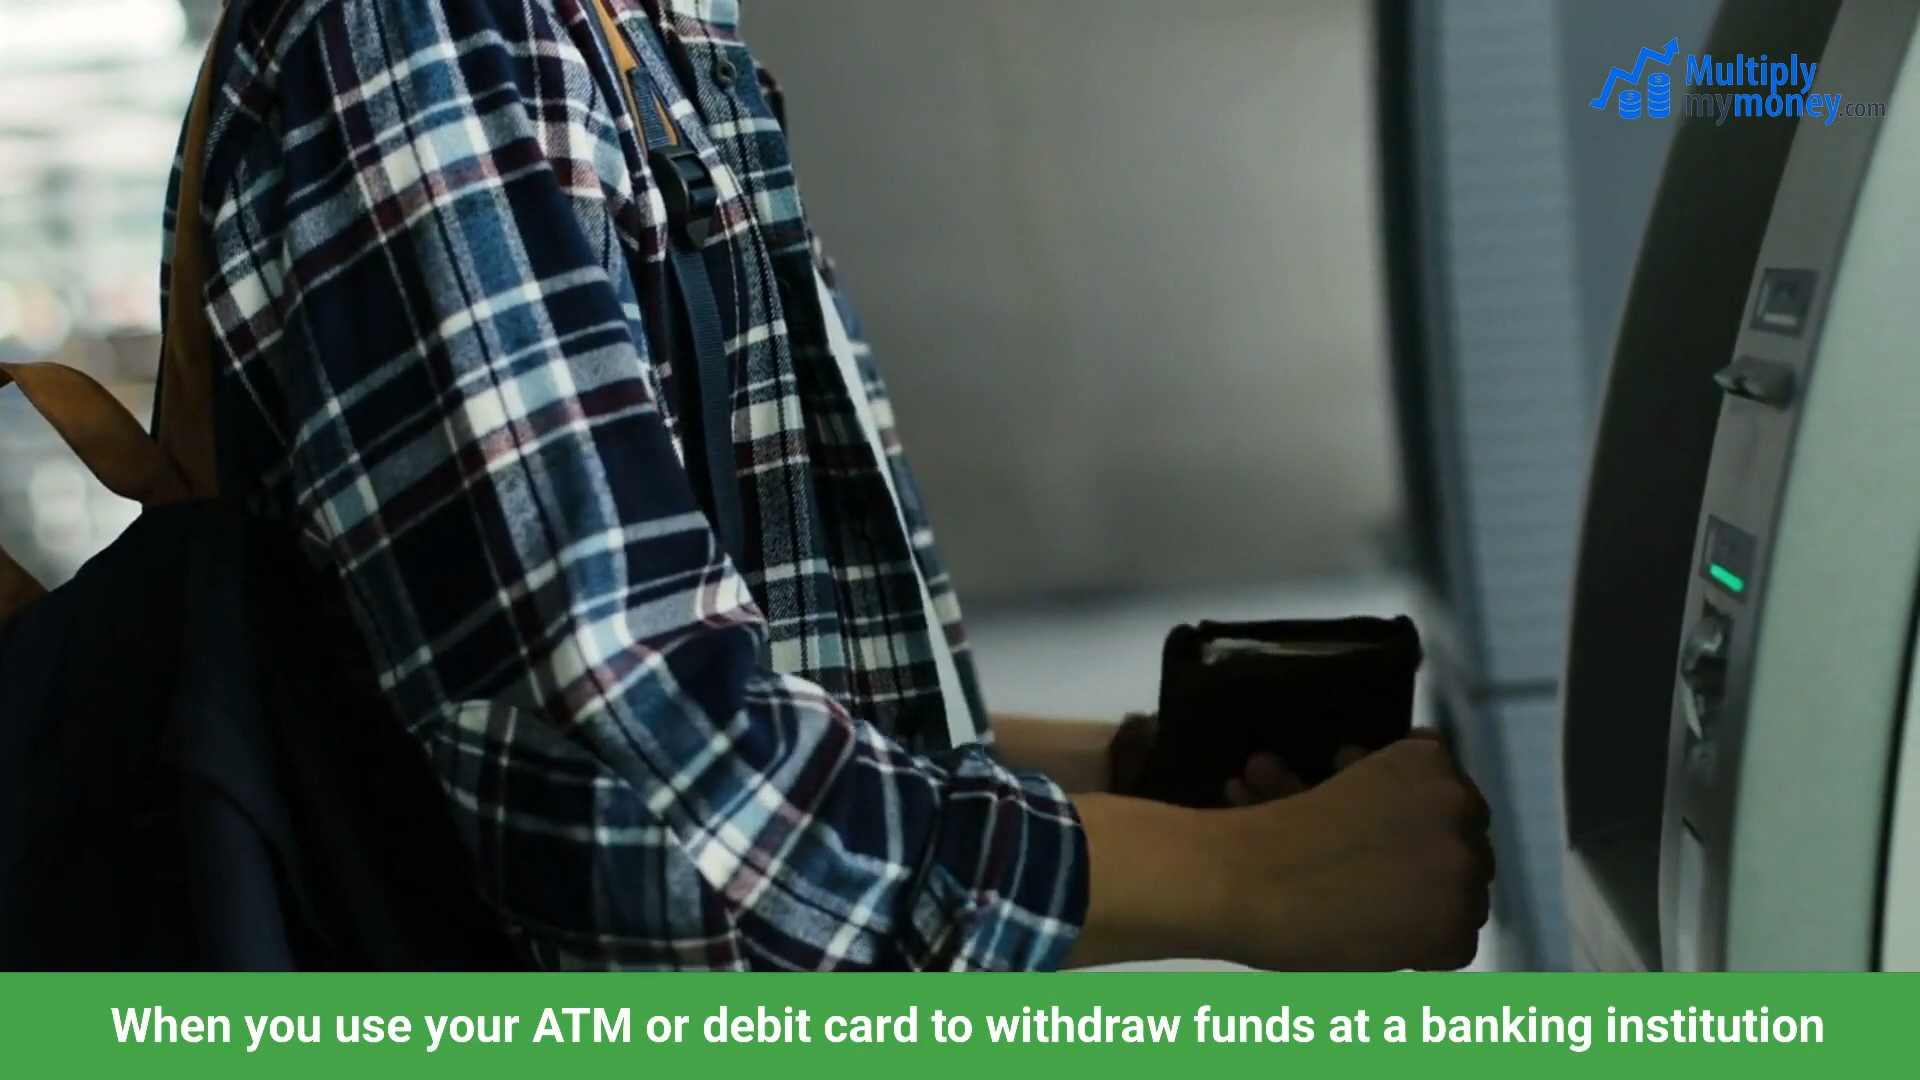 Multiply
mymoney.com
When you use your ATM or debit card to withdraw funds at a banking institution